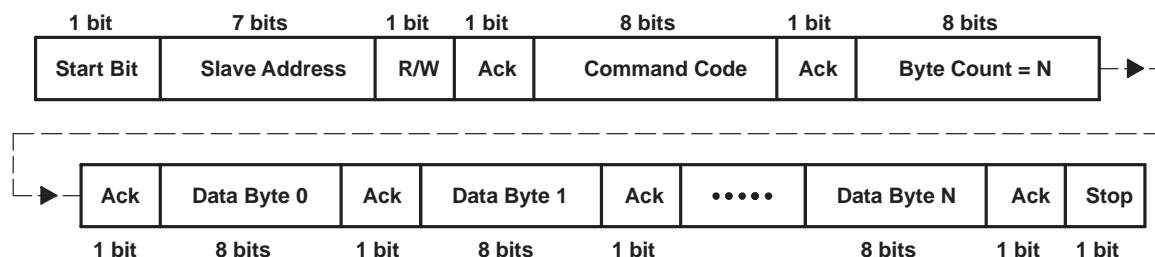 1 bit 7 bits 1 bit 1 bit 8 bits 1 bit 8 bits
Start Bit Slave Address R/W Ack Command Code Ack Byte Count = N
Ack Data Byte 0 Ack Data Byte 1 Ack ••••• Data Byte N Ack Stop
1 bit 8 bits 1 bit 8 bits 1 bit 8 bits 1 bit 1 bit